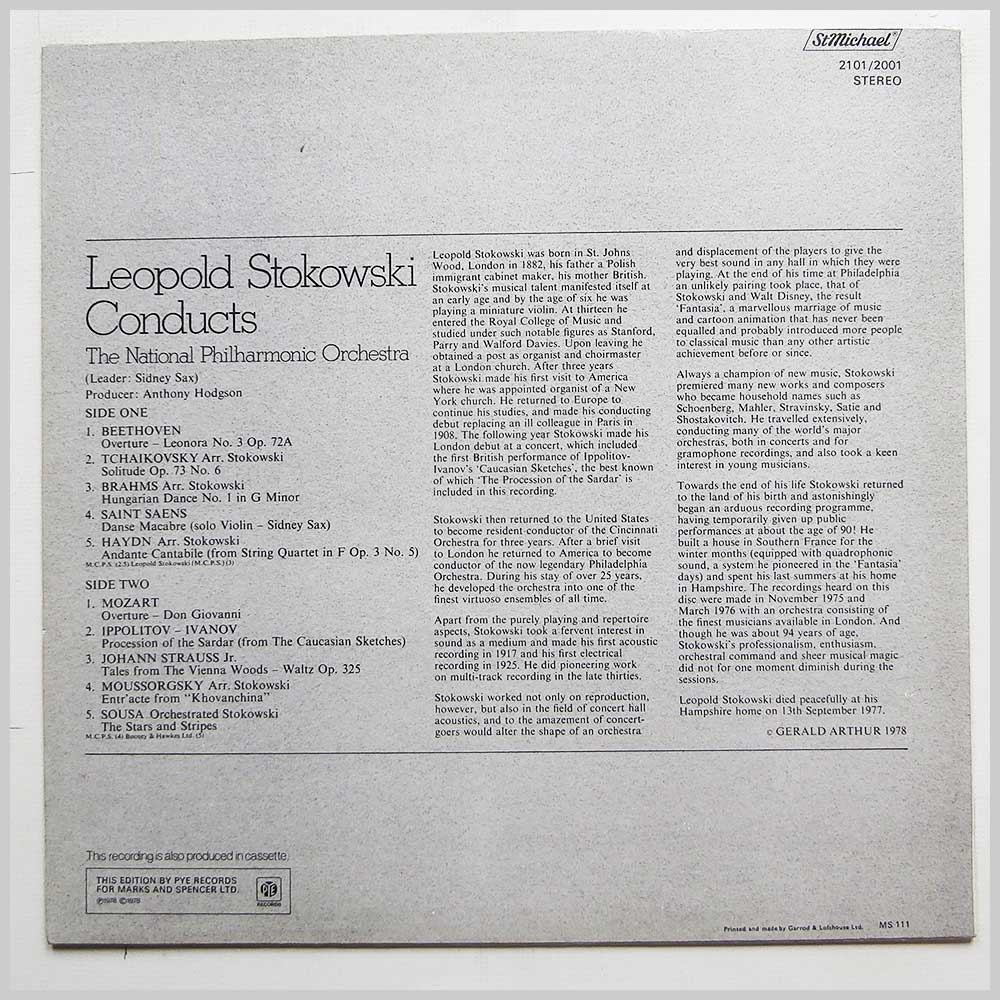 StMichael®
2101/2001
STEREO
Leopold Stokowski
Conducts
The National Philharmonic Orchestra
(Leader: Sidney Sax)
Producer: Anthony Hodgson
SIDE ONE
1. BEETHOVEN
Overture – Leonora No. 3 Op. 72A
2. TCHAIKOVSKY Arr. Stokowski
Solitude Op. 73 No. 6
3. BRAHMS Arr. Stokowski
Hungarian Dance No. 1 in G Minor
4. SAINT SAENS
Danse Macabre (solo Violin – Sidney Sax)
5. HAYDN Arr. Stokowski
Andante Cantabile (from String Quartet in F Op. 3 No. 5)
M.C.P.S. (2.5) Leopold Stokowski (M.C.P.S.) (3)
SIDE TWO
1. MOZART
Overture – Don Giovanni
2. IPPOLITOV – IVANOV
Procession of the Sardar (from The Caucasian Sketches)
3. JOHANN STRAUSS Jr.
Tales from The Vienna Woods – Waltz Op. 325
4. MOUSSORGSKY Arr. Stokowski
Entr'acte from "Khovanchina"
5. SOUSA Orchestrated Stokowski
The Stars and Stripes
M.C.P.S. (4) Boosey & Hawkes Ltd. (5)
Leopold Stokowski was born in St. Johns
Wood, London in 1882, his father a Polish
immigrant cabinet maker, his mother British.
Stokowski's musical talent manifested itself at
an early age and by the age of six he was
playing a miniature violin. At thirteen he
entered the Royal College of Music and
studied under such notable figures as Stanford,
Parry and Walford Davies. Upon leaving he
obtained a post as organist and choirmaster
at a London church. After three years
Stokowski made his first visit to America
where he was appointed organist of a New
York church. He returned to Europe to
continue his studies, and made his conducting
debut replacing an ill colleague in Paris in
1908. The following year Stokowski made his
London debut at a concert, which included
the first British performance of Ippolitov-
Ivanov's 'Caucasian Sketches', the best known
of which 'The Procession of the Sardar' is
included in this recording.
Stokowski then returned to the United States
to become resident-conductor of the Cincinnati
Orchestra for three years. After a brief visit
to London he returned to America to become
conductor of the now legendary Philadelphia
Orchestra. During his stay of over 25 years,
he developed the orchestra into one of the
finest virtuoso ensembles of all time.
Apart from the purely playing and repertoire
aspects, Stokowski took a fervent interest in
sound as a medium and made his first acoustic
recording in 1917 and his first electrical
recording in 1925. He did pioneering work
on multi-track recording in the late thirties.
Stokowski worked not only on reproduction,
however, but also in the field of concert hall
acoustics, and to the amazement of concert-
goers would alter the shape of an orchestra
and displacement of the players to give the
very best sound in any hall in which they were
playing. At the end of his time at Philadelphia
an unlikely pairing took place, that of
Stokowski and Walt Disney, the result
'Fantasia', a marvellous marriage of music
and cartoon animation that has never been
equalled and probably introduced more people
to classical music than any other artistic
achievement before or since.
Always a champion of new music, Stokowski
premiered many new works and composers
who became household names such as
Schoenberg, Mahler, Stravinsky, Satie and
Shostakovitch. He travelled extensively,
conducting many of the world's major
orchestras, both in concerts and for
gramophone recordings, and also took a keen
interest in young musicians.
Towards the end of his life Stokowski returned
to the land of his birth and astonishingly
began an arduous recording programme,
having temporarily given up public
performances at about the age of 90! He
built a house in Southern France for the
winter months (equipped with quadrophonic
sound, a system he pioneered in the 'Fantasia'
days) and spent his last summers at his home
in Hampshire. The recordings heard on this
disc were made in November 1975 and
March 1976 with an orchestra consisting of
the finest musicians available in London. And
though he was about 94 years of age,
Stokowski's professionalism, enthusiasm,
orchestral command and sheer musical magic
did not for one moment diminish during the
sessions.
Leopold Stokowski died peacefully at his
Hampshire home on 13th September 1977.
© GERALD ARTHUR 1978
This recording is also produced in cassette.
THIS EDITION BY PYE RECORDS
FOR MARKS AND SPENCER LTD.
℗1978 ©1978
PYE
RECORDS
Printed and made by Garrod & Lofthouse Ltd.
MS 111